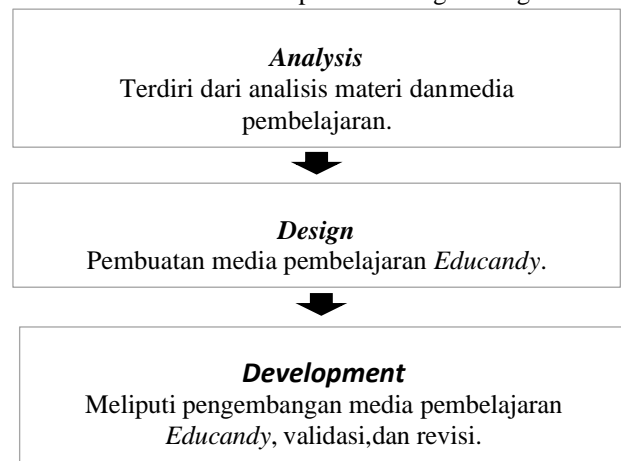 Analysis
Terdiri dari analisis materi danmedia
pembelajaran.
Design
Pembuatan media pembelajaran Educandy.
Development
Meliputi pengembangan media pembelajaran
Educandy, validasi,dan revisi.